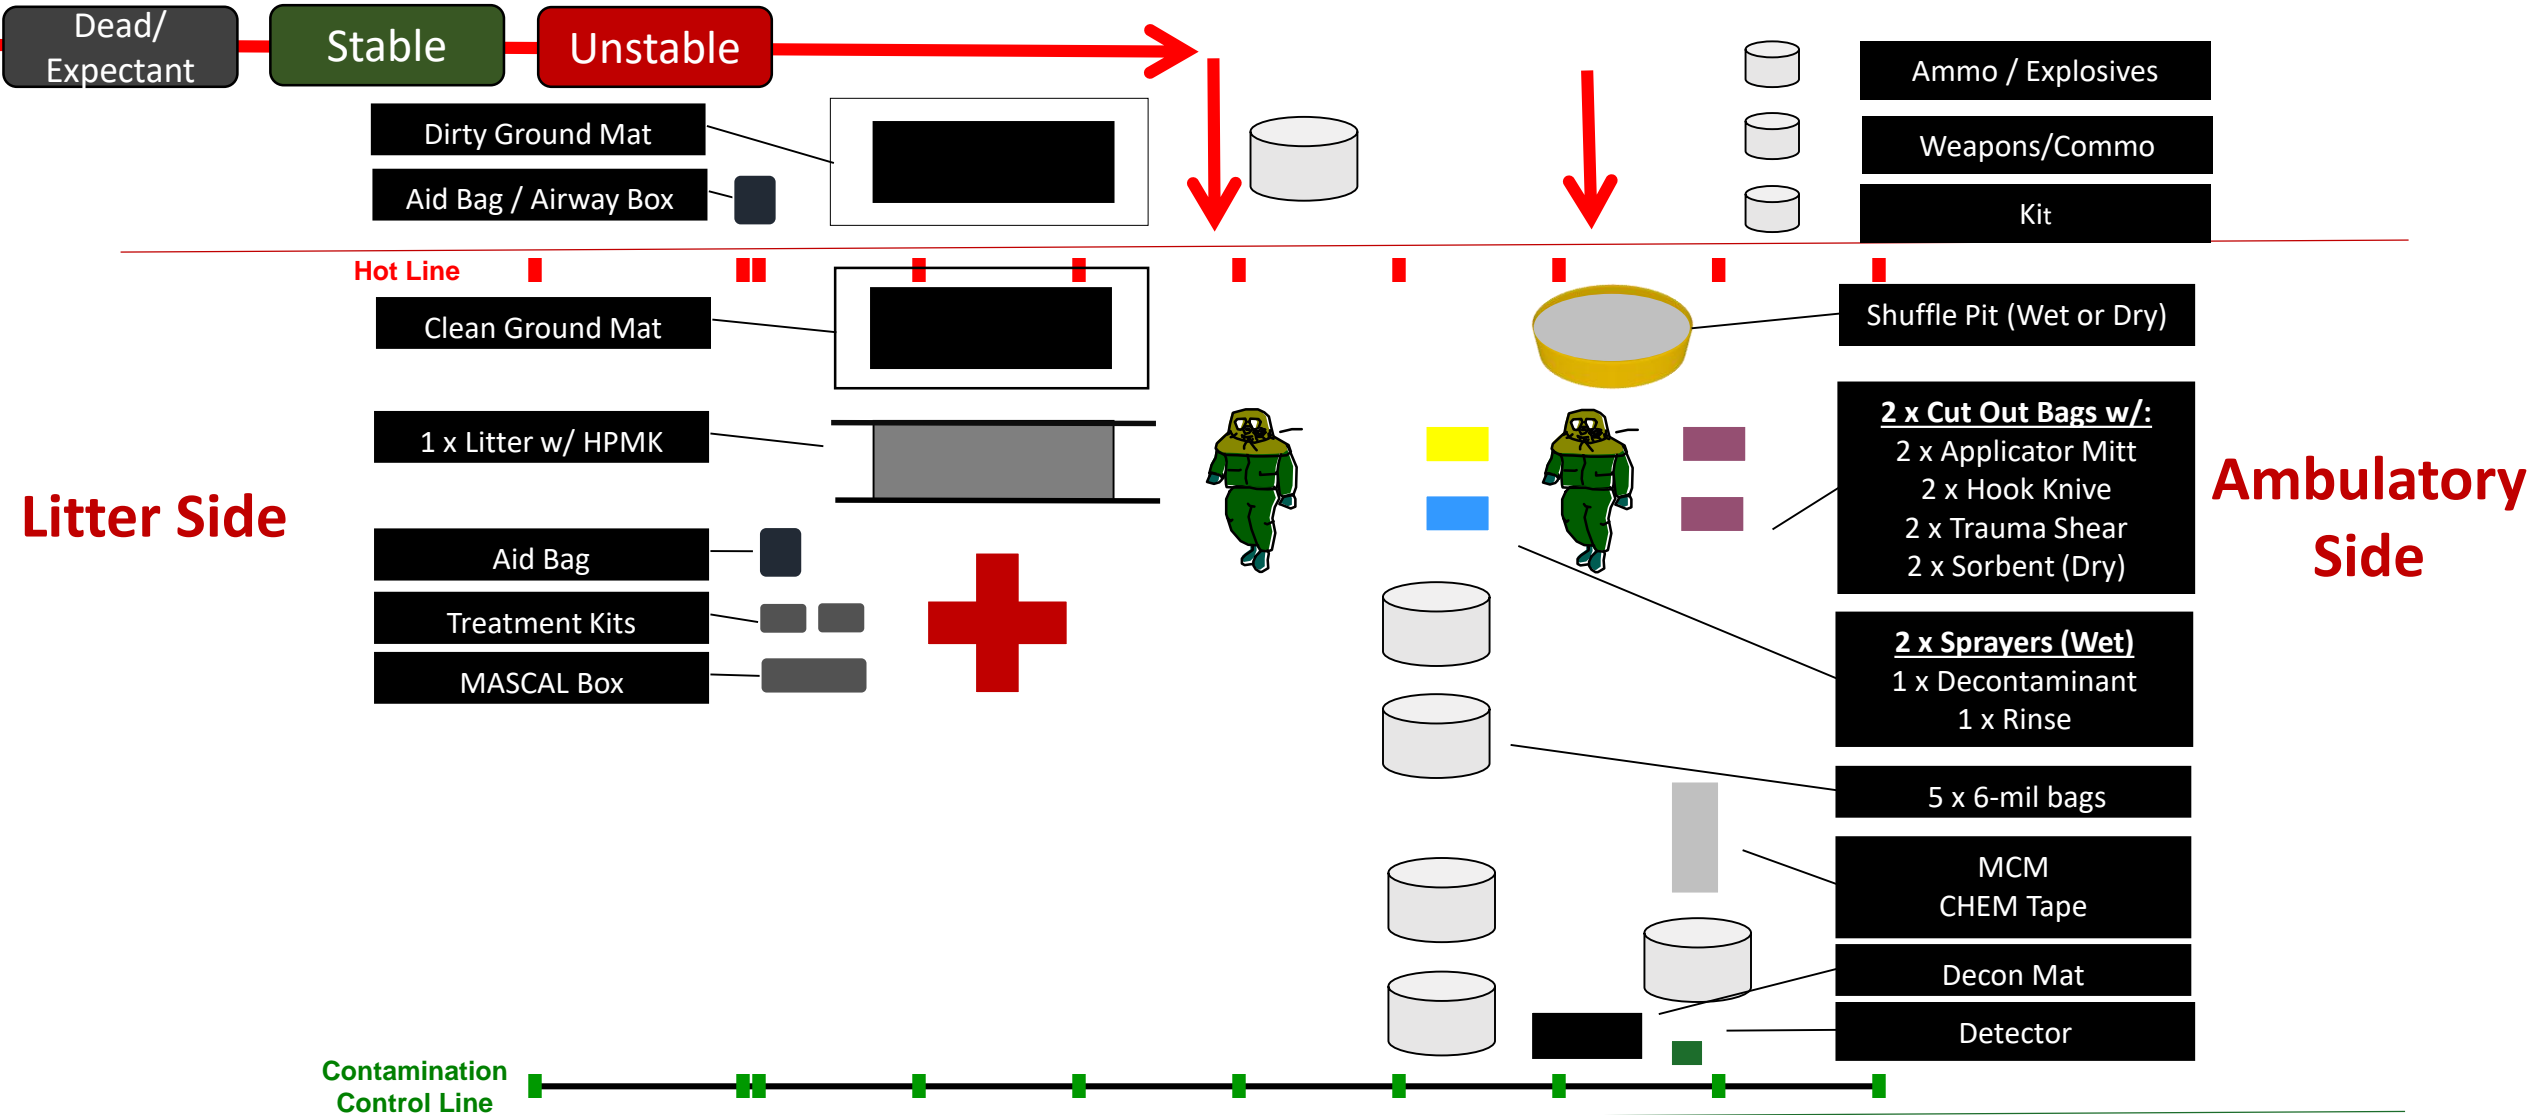 Dead/
Expectant
Stable
Unstable
Ammo / Explosives
Dirty Ground Mat
Weapons/Commo
Aid Bag / Airway Box
Kit
Hot Line
Clean Ground Mat
Shuffle Pit (Wet or Dry)
1 x Litter w/ HPMK
2 x Cut Out Bags w/:
2 x Applicator Mitt
2 x Hook Knive
2 x Trauma Shear
2 x Sorbent (Dry)
Litter Side
Ambulatory
Side
Aid Bag
Treatment Kits
MASCAL Box
2 x Sprayers (Wet)
1 x Decontaminant
1 x Rinse
5 x 6-mil bags
MCM
CHEM Tape
Decon Mat
Detector
Contamination
Control Line